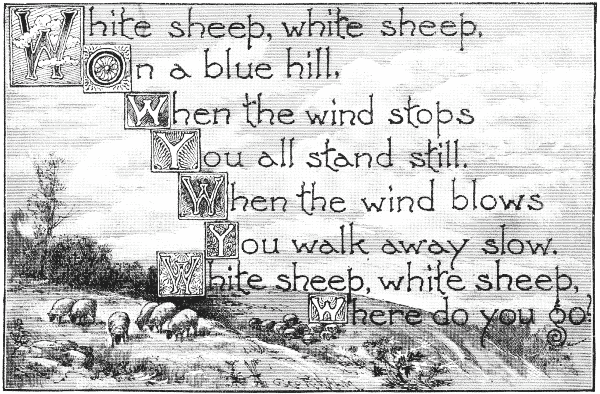 White sheep, white sheep,
On a blue hill,
When the wind stops
You all stand still.
When the wind blows
You walk away slow.
White sheep, white sheep,
Where do you go?